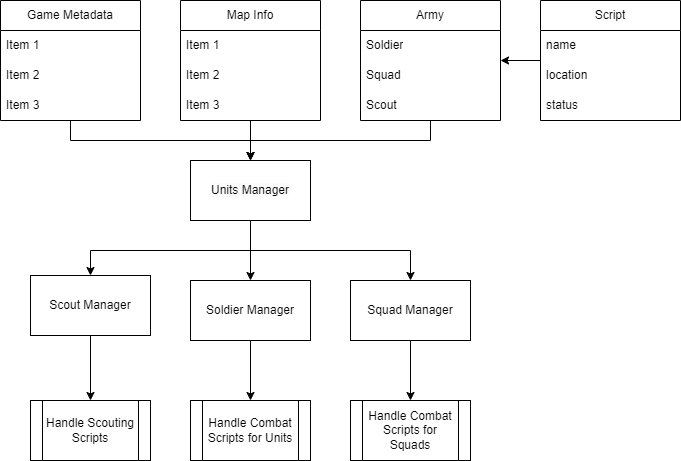 Game Metadata
Item 1
Item 2
Item 3
Map Info
Item 1
Item 2
Item 3
Army
Soldier
Squad
Scout
Script
name
location
status
Units Manager
Scout Manager
Soldier Manager
Squad Manager
Handle Scouting
Scripts
Handle Combat
Scripts for Units
Handle Combat
Scripts for
Squads